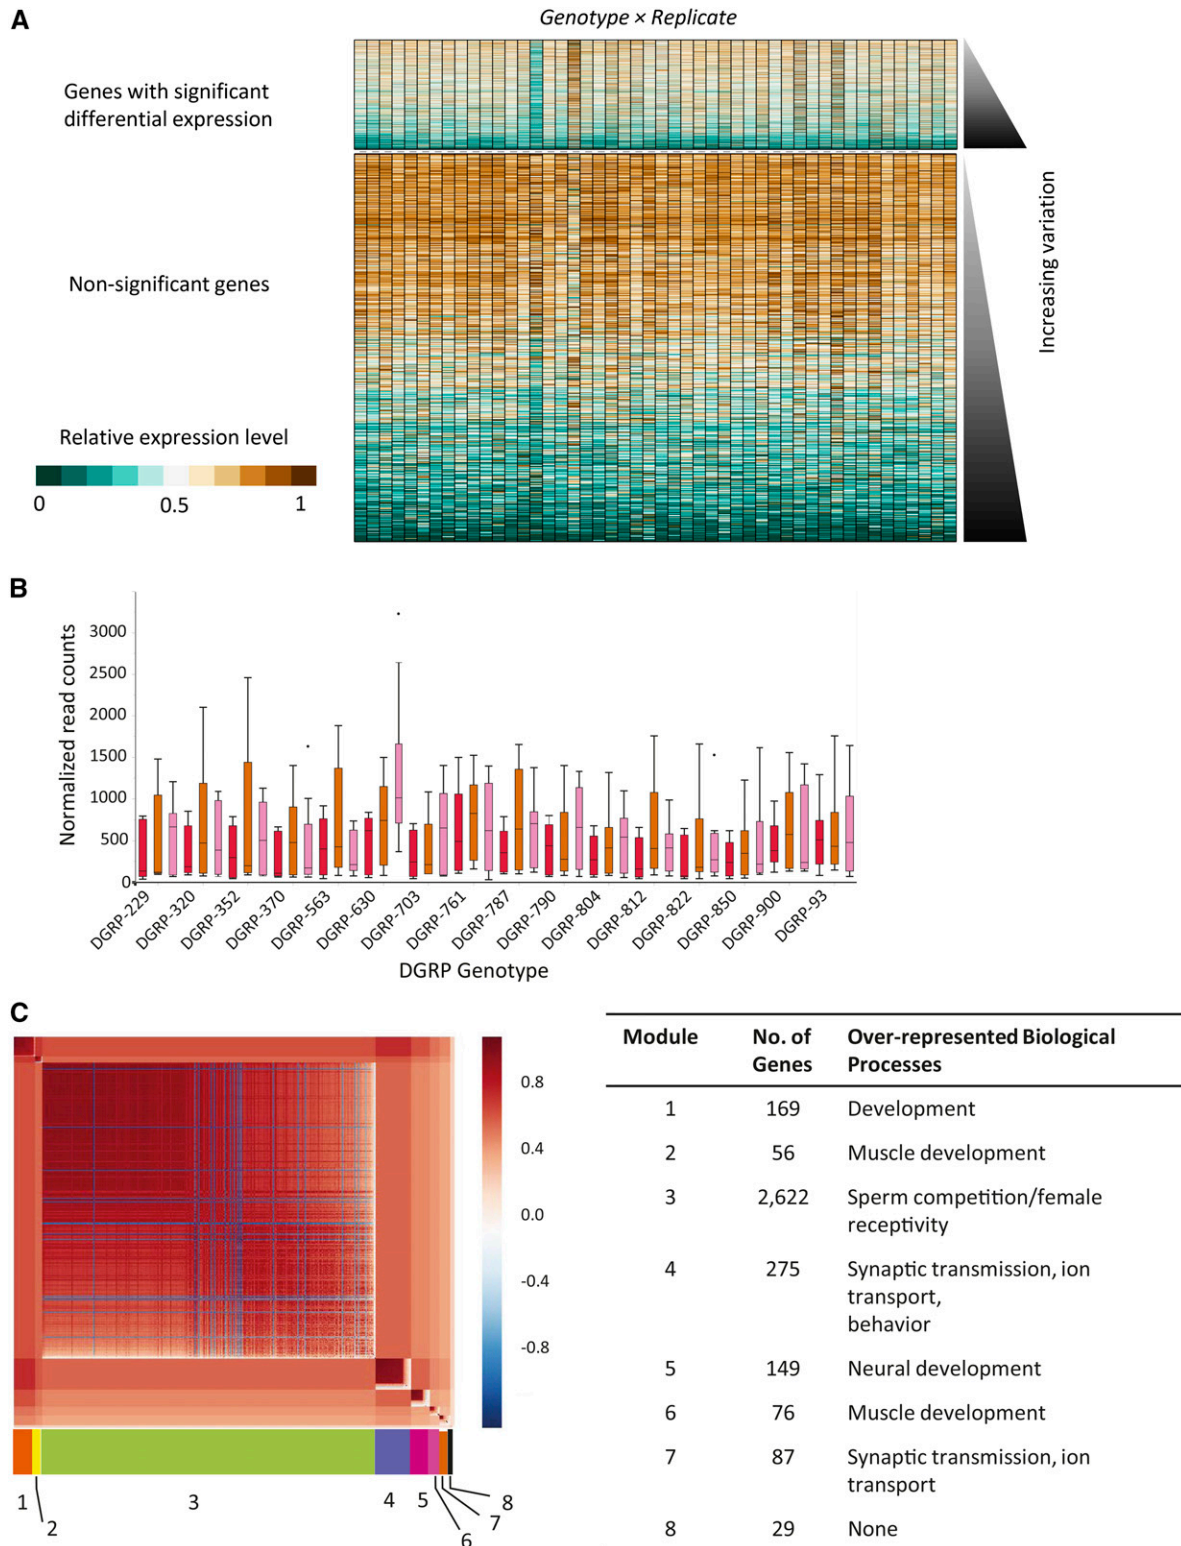 A
Genotype × Replicate
Genes with significant
differential expression
Non-significant genes
Increasing variation
Relative expression level
0 0.5 1
B
Normalized read counts
3000
2500
2000
1500
1000
500
0
DGRP-229 DGRP-320 DGRP-352 DGRP-370 DGRP-563 DGRP-630 DGRP-703 DGRP-761 DGRP-787 DGRP-790 DGRP-804 DGRP-812 DGRP-822 DGRP-850 DGRP-900 DGRP-93
DGRP Genotype
C
0.8
0.4
0.0
-0.4
-0.8
1 2 3 4 5 6 7 8
Module No. of Genes Over-represented Biological Processes
1 169 Development
2 56 Muscle development
3 2,622 Sperm competition/female
receptivity
4 275 Synaptic transmission, ion
transport,
behavior
5 149 Neural development
6 76 Muscle development
7 87 Synaptic transmission, ion
transport
8 29 None